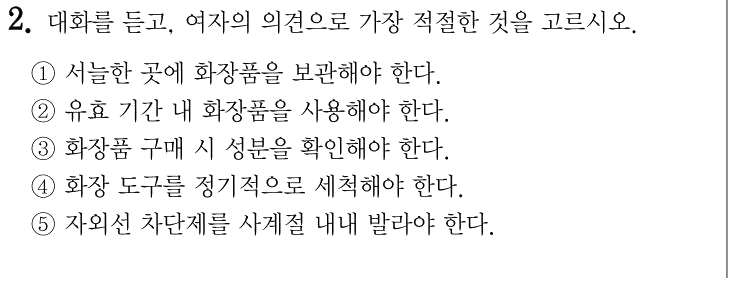 2. 대화를 듣고, 여자의 의견으로 가장 적절한 것을 고르시오.
① 서늘한 곳에 화장품을 보관해야 한다.
② 유효 기간 내 화장품을 사용해야 한다.
③ 화장품 구매 시 성분을 확인해야 한다.
④ 화장 도구를 정기적으로 세척해야 한다.
⑤ 자외선 차단제를 사계절 내내 발라야 한다.